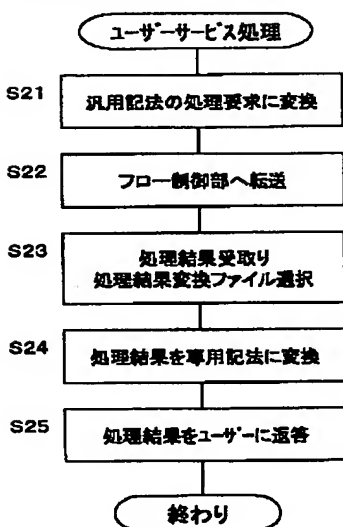 ユーザーサービス処理
S21
汎用記法の処理要求に変換
S22
フロー制御部へ転送
S23
処理結果受取り
処理結果変換ファイル選択
S24
処理結果を専用記法に変換
S25
処理結果をユーザーに返答
終わり